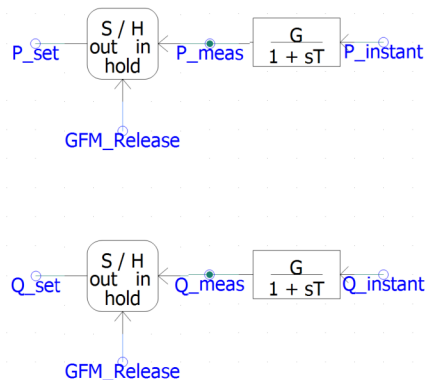 S / H
out in
hold
G
1 + sT
P_set
P_meas
P_instant
GFM_Release
S / H
out in
hold
G
1 + sT
Q_set
Q_meas
Q_instant
GFM_Release